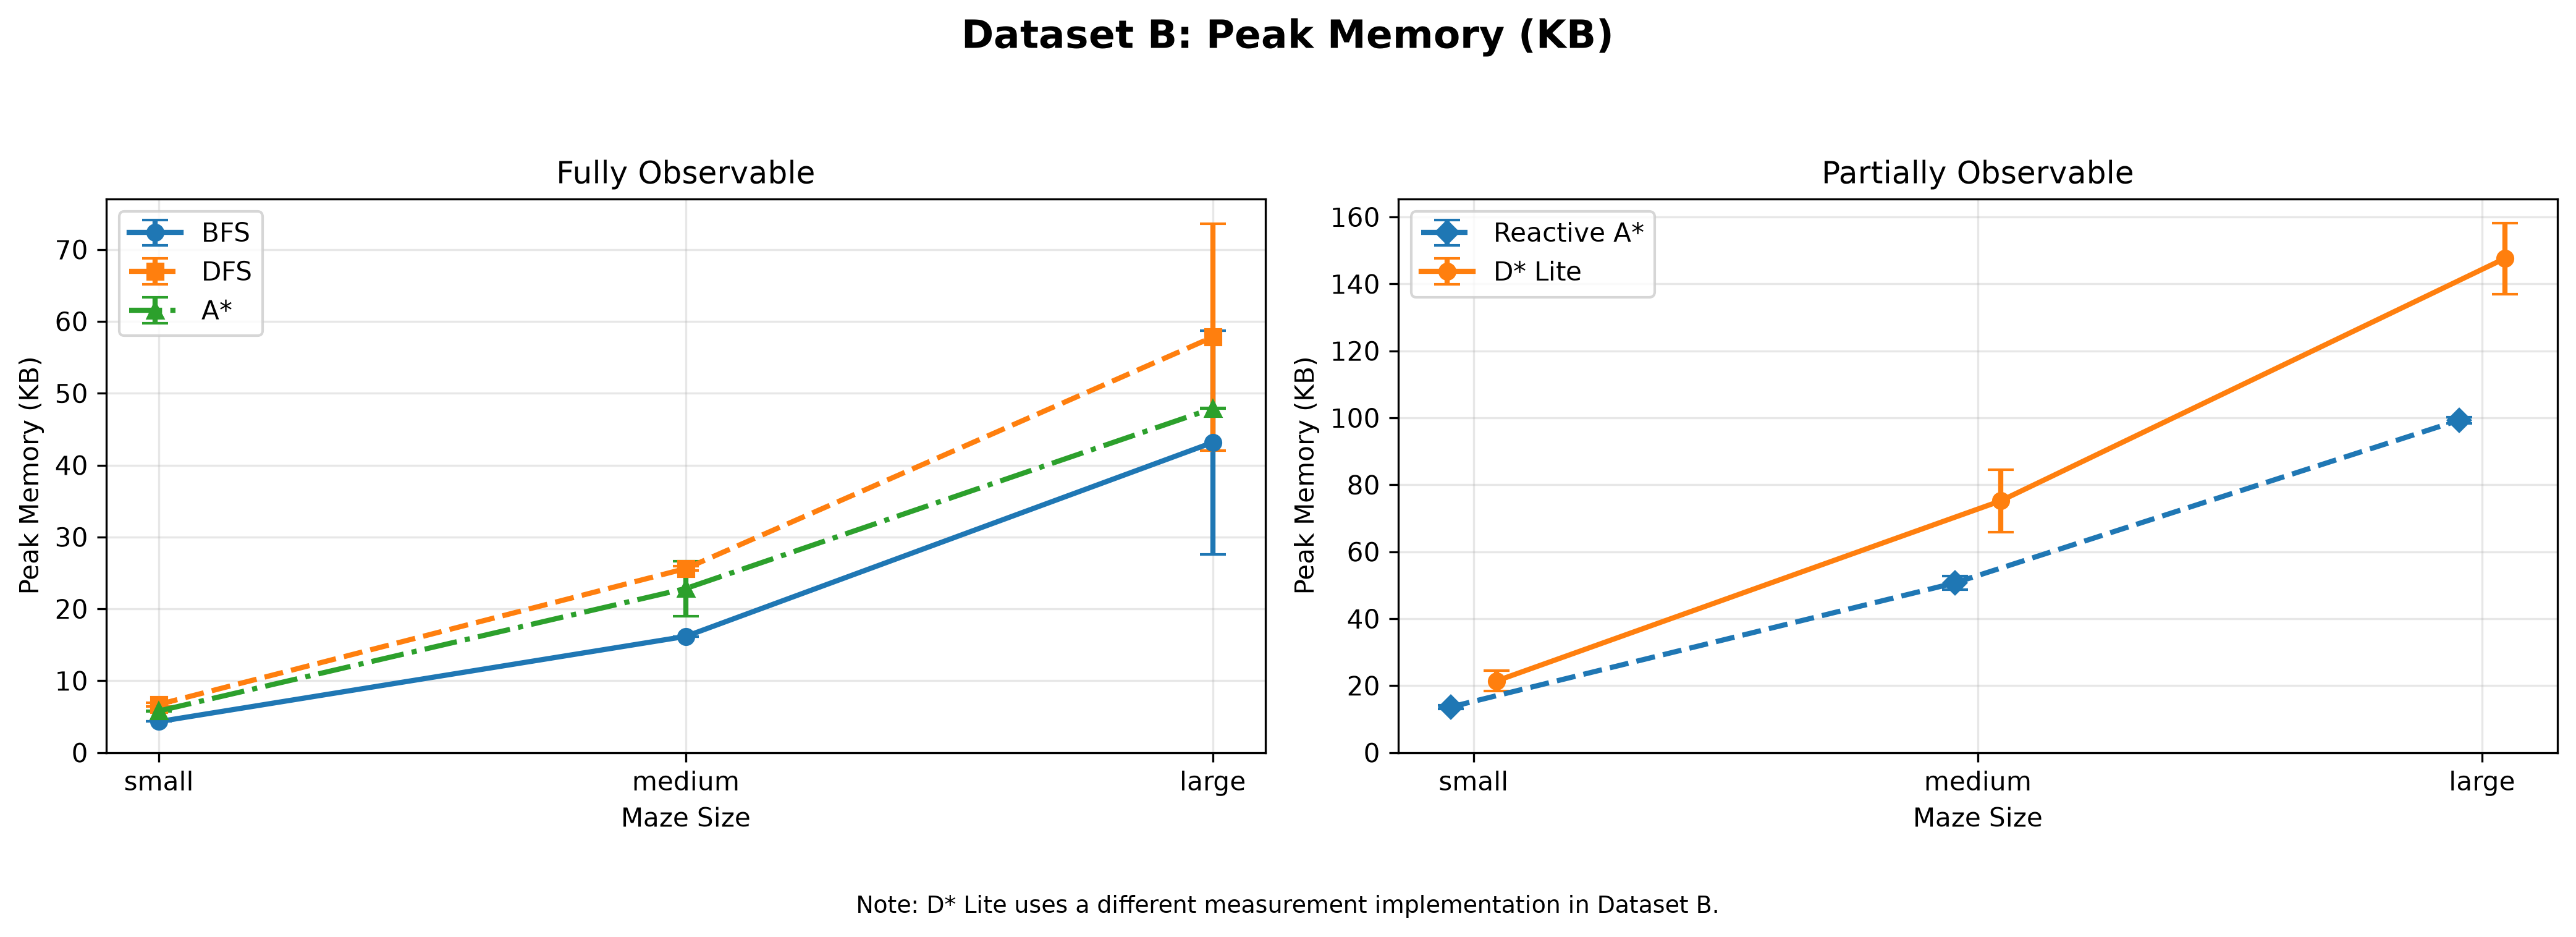 Dataset B: Peak Memory (KB)
Fully Observable
BFS
DFS
A*
70
60
50
40
30
20
10
0
Peak Memory (KB)
small
medium
large
Maze Size
Partially Observable
Reactive A*
D* Lite
160
140
120
100
80
60
40
20
0
Peak Memory (KB)
small
medium
large
Maze Size
Note: D* Lite uses a different measurement implementation in Dataset B.